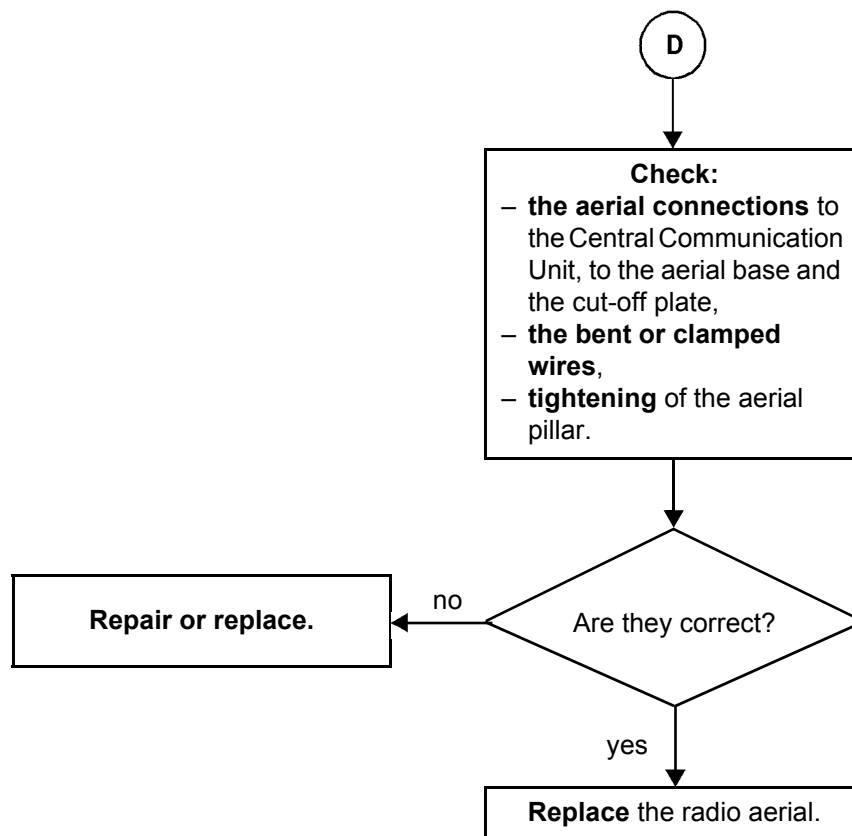 D
Check:
– the aerial connections to
the Central Communication
Unit, to the aerial base and
the cut-off plate,
– the bent or clamped
wires,
– tightening of the aerial
pillar.
Are they correct?
no
Repair or replace.
yes
Replace the radio aerial.